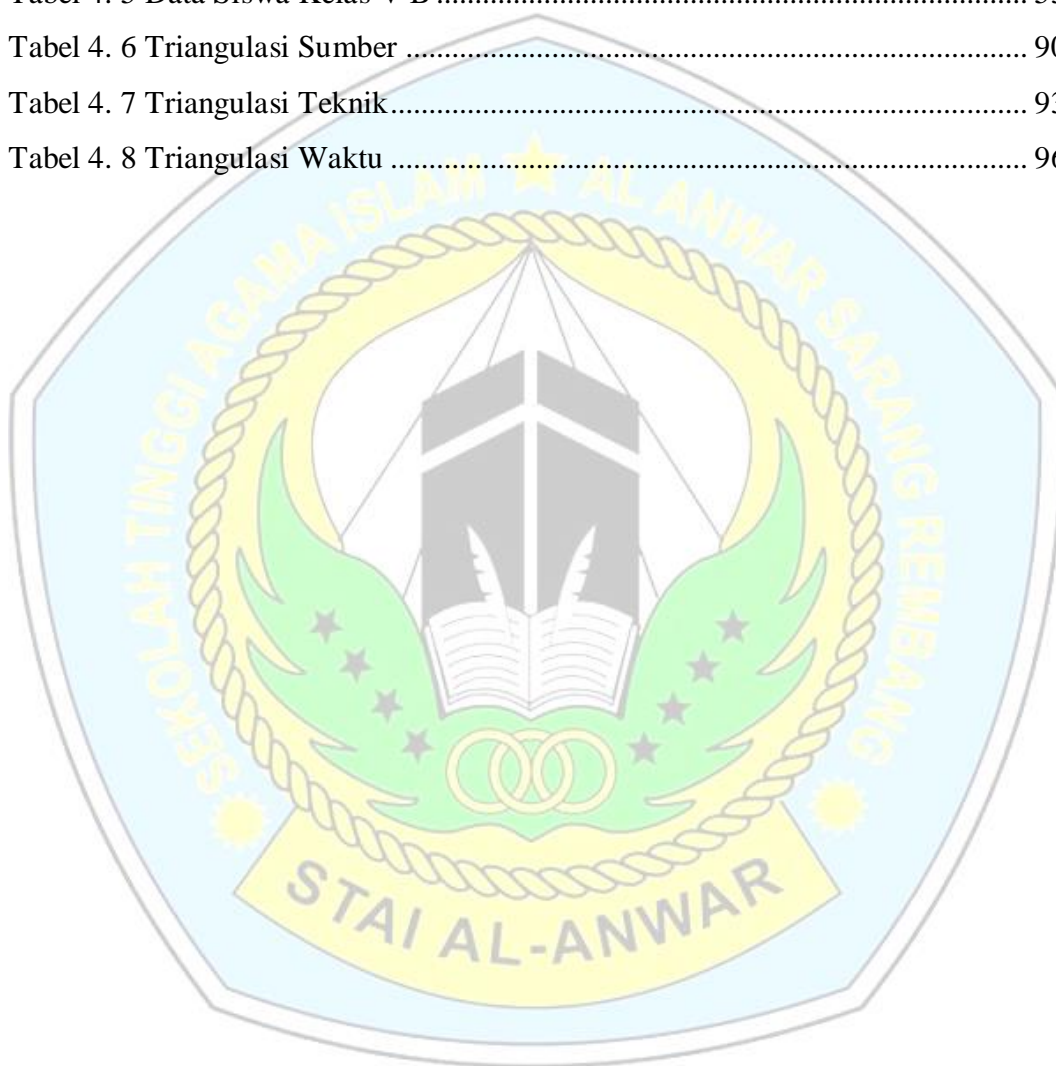 Tabel 4. 6 Triangulasi Sumber ........................................................................ 90
Tabel 4. 7 Triangulasi Teknik.......................................................................... 93
Tabel 4. 8 Triangulasi Waktu .......................................................................... 96
SEKOLAH TINGGI AGAMA ISLAM ★ AL ANWAR SARANG REMBANG
STAI AL-ANWAR